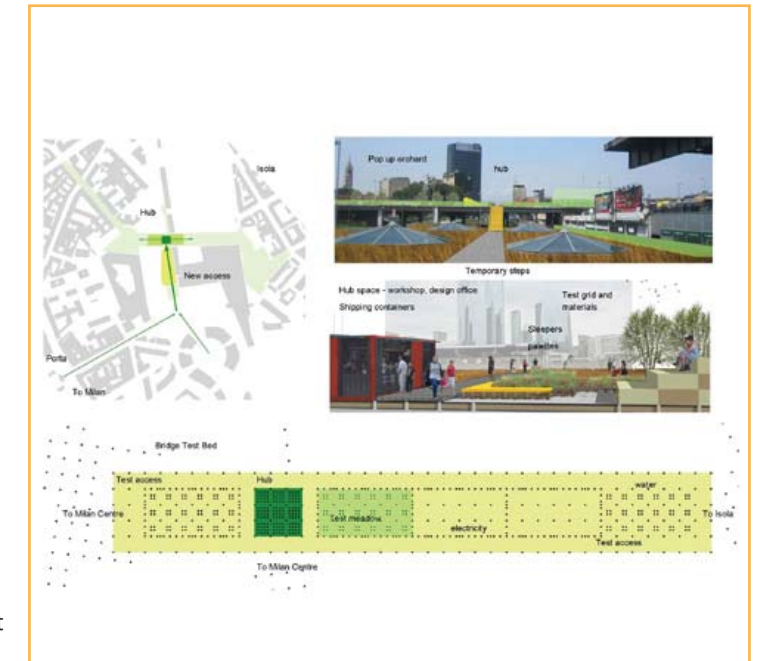 Isola
Hub
New access
Porta
To Milan
Pop up orchard
hub
Temporary steps
Hub space - workshop, design office
Shipping containers
Test grid and
materials
Sleepers
palettes
Bridge Test Bed
Test access
Hub
water
To Milan Centre
Test meadow
electricity
To Isola
Test access
To Milan Centre
t